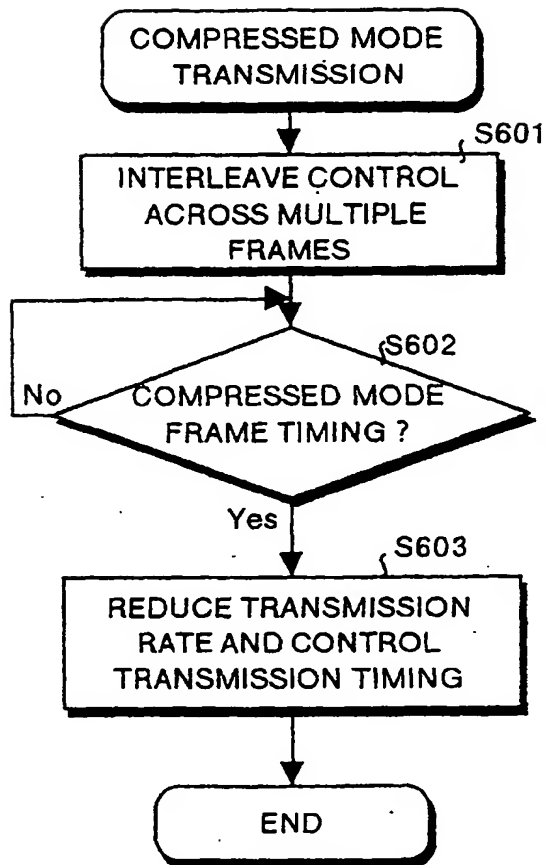 COMPRESSED MODE
TRANSMISSION
S601
INTERLEAVE CONTROL
ACROSS MULTIPLE
FRAMES
S602
No
COMPRESSED MODE
FRAME TIMING ?
Yes
S603
REDUCE TRANSMISSION
RATE AND CONTROL
TRANSMISSION TIMING
END